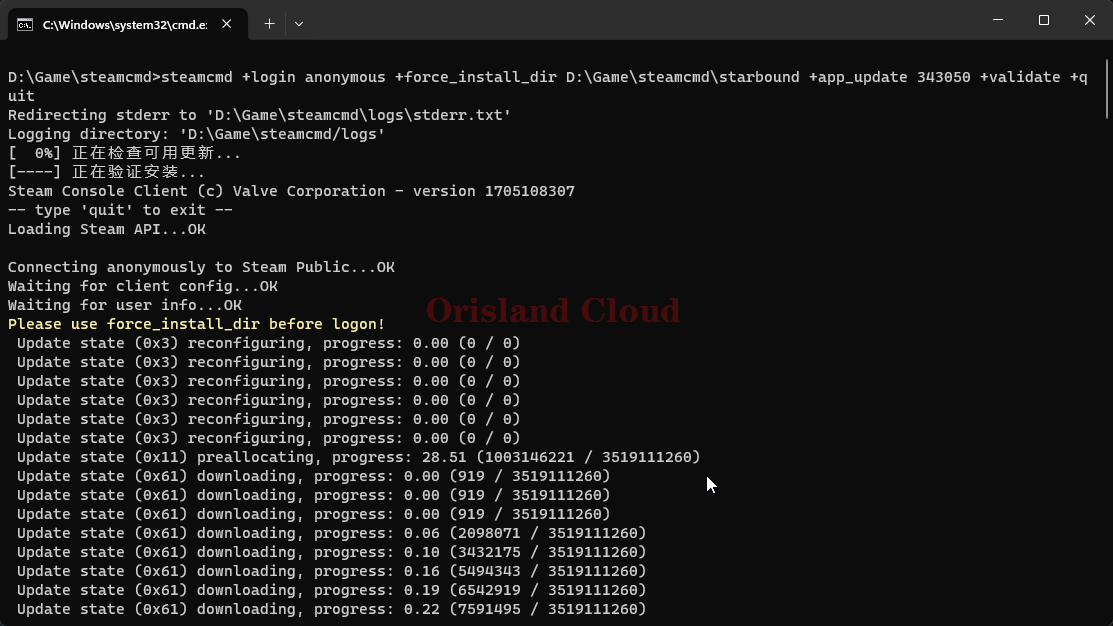 C:\Windows\system32\cmd.e:
D:\Game\steamcmd>steamcmd +login anonymous +force_install_dir D:\Game\steamcmd\starbound +app_update 343050 +validate +q
uit
Redirecting stderr to 'D:\Game\steamcmd\logs\stderr.txt'
Logging directory: 'D:\Game\steamcmd/logs'
[  0%] 正在检查可用更新...
[----] 正在验证安装...
Steam Console Client (c) Valve Corporation - version 1705108307
-- type 'quit' to exit --
Loading Steam API...OK
Connecting anonymously to Steam Public...OK
Waiting for client config...OK
Waiting for user info...OK
Orisland Cloud
Please use force_install_dir before logon!
Update state (0x3) reconfiguring, progress: 0.00 (0 / 0)
Update state (0x3) reconfiguring, progress: 0.00 (0 / 0)
Update state (0x3) reconfiguring, progress: 0.00 (0 / 0)
Update state (0x3) reconfiguring, progress: 0.00 (0 / 0)
Update state (0x3) reconfiguring, progress: 0.00 (0 / 0)
Update state (0x3) reconfiguring, progress: 0.00 (0 / 0)
Update state (0x11) preallocating, progress: 28.51 (1003146221 / 3519111260)
Update state (0x61) downloading, progress: 0.00 (919 / 3519111260)
Update state (0x61) downloading, progress: 0.00 (919 / 3519111260)
Update state (0x61) downloading, progress: 0.00 (919 / 3519111260)
Update state (0x61) downloading, progress: 0.06 (2098071 / 3519111260)
Update state (0x61) downloading, progress: 0.10 (3432175 / 3519111260)
Update state (0x61) downloading, progress: 0.16 (5494343 / 3519111260)
Update state (0x61) downloading, progress: 0.19 (6542919 / 3519111260)
Update state (0x61) downloading, progress: 0.22 (7591495 / 3519111260)